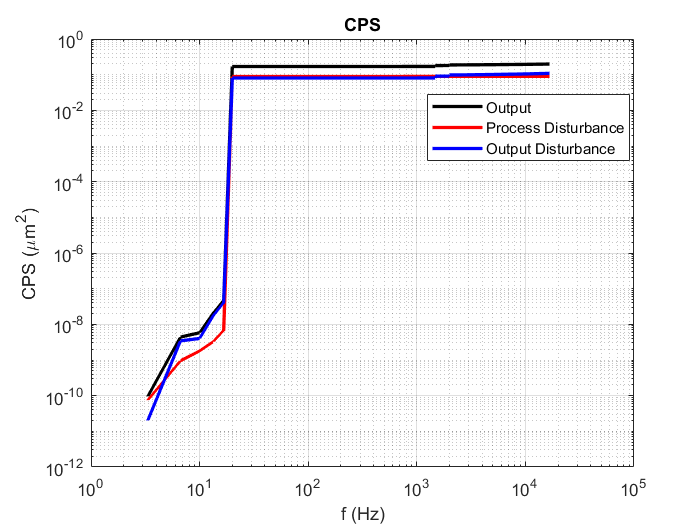 CPS
10^0
10^-2
10^-4
10^-6
10^-8
10^-10
10^-12
CPS (μm^2)
Output
Process Disturbance
Output Disturbance
10^0 10^1 10^2 10^3 10^4 10^5
f (Hz)